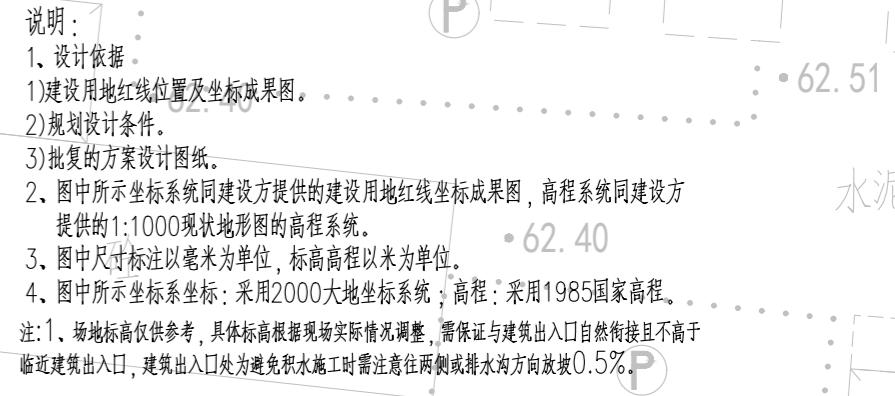 P
说明：
1、设计依据
62.51
1)建设用地红线位置及坐标成果图。
62.40
2)规划设计条件。
3)批复的方案设计图纸。
2、图中所示坐标系统同建设方提供的建设用地红线坐标成果图，高程系统同建设方
水泥
提供的1:1000现状地形图的高程系统。
62.40
砼
3、图中尺寸标注以毫米为单位，标高高程以米为单位。
4、图中所示坐标系坐标：采用2000大地坐标系统；高程：采用1985国家高程。
注:1、场地标高仅供参考，具体标高根据现场实际情况调整，需保证与建筑出入口自然衔接且不高于
临近建筑出入口，建筑出入口处为避免积水施工时需注意往两侧或排水沟方向放坡0.5%。
P